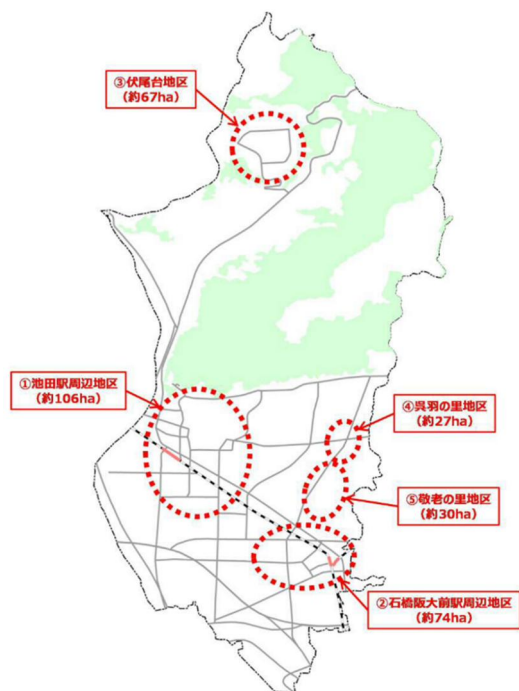 ③伏尾台地区
（約67ha）
①池田駅周辺地区
（約106ha）
④呉羽の里地区
（約27ha）
⑤敬老の里地区
（約30ha）
②石橋阪大前駅周辺地区
（約74ha）